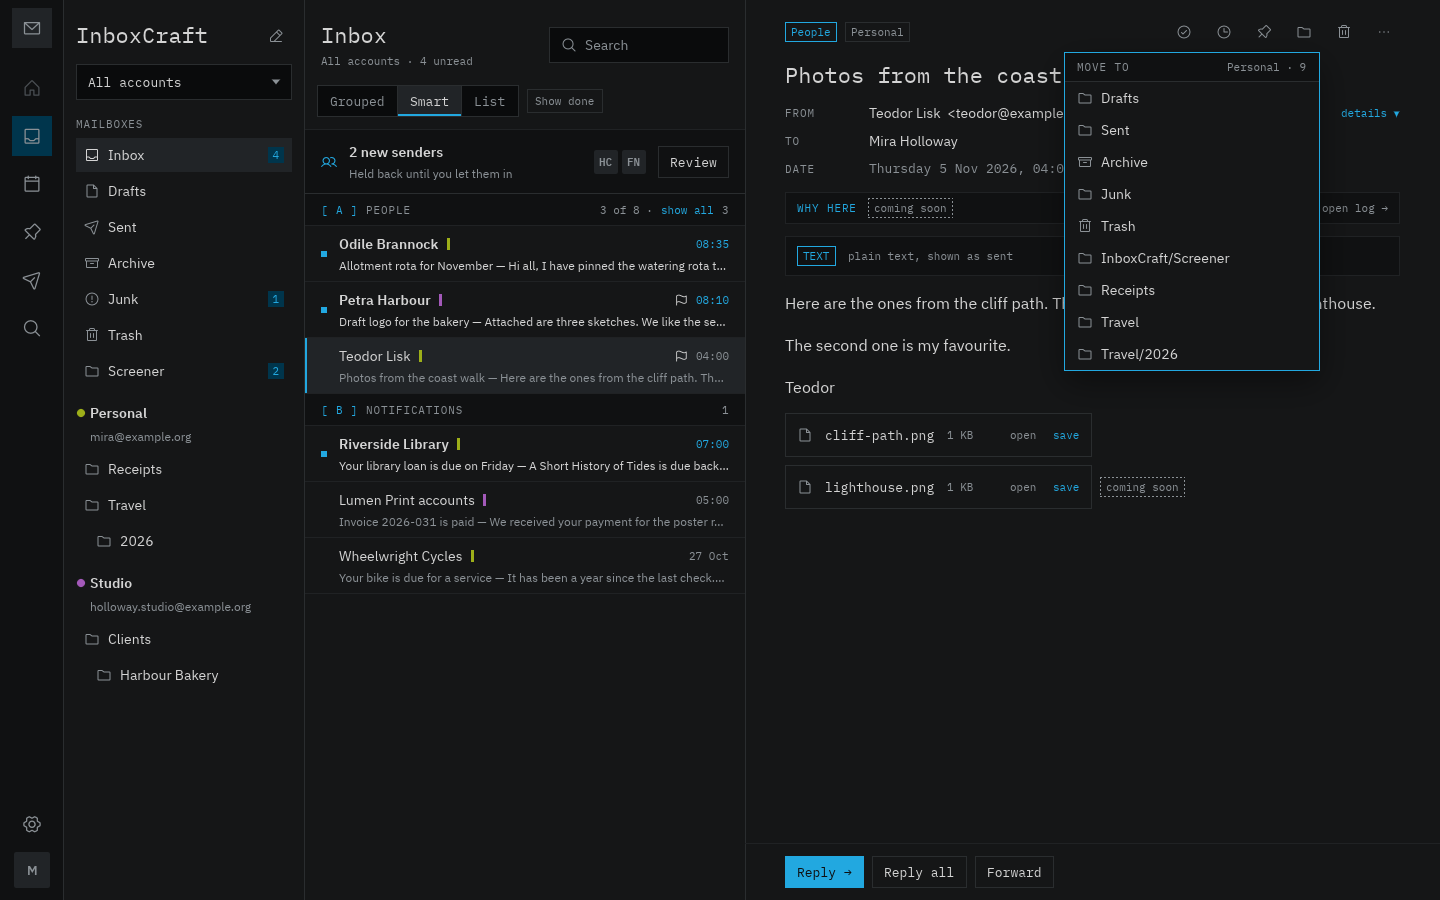 InboxCraft
All accounts
MAILBOXES
Inbox 4
Drafts
Sent
Archive
Junk 1
Trash
Screener 2
Personal
mira@example.org
Receipts
Travel
2026
Studio
holloway.studio@example.org
Clients
Harbour Bakery
M
Inbox
All accounts · 4 unread
Search
Grouped Smart List Show done
2 new senders
Held back until you let them in
HC FN Review
[ A ] PEOPLE 3 of 8 · show all 3
Odile Brannock 08:35
Allotment rota for November — Hi all, I have pinned the watering rota t…
Petra Harbour 08:10
Draft logo for the bakery — Attached are three sketches. We like the se…
Teodor Lisk 04:00
Photos from the coast walk — Here are the ones from the cliff path. Th…
[ B ] NOTIFICATIONS 1
Riverside Library 07:00
Your library loan is due on Friday — A Short History of Tides is due back…
Lumen Print accounts 05:00
Invoice 2026-031 is paid — We received your payment for the poster r…
Wheelwright Cycles 27 Oct
Your bike is due for a service — It has been a year since the last check.…
People Personal
Photos from the coast
FROM Teodor Lisk <teodor@example
details ▾
TO Mira Holloway
DATE Thursday 5 Nov 2026, 04:0
WHY HERE coming soon
open log →
TEXT plain text, shown as sent
Here are the ones from the cliff path. Th
thouse.
The second one is my favourite.
Teodor
cliff-path.png 1 KB open save
lighthouse.png 1 KB open save coming soon
MOVE TO Personal · 9
Drafts
Sent
Archive
Junk
Trash
InboxCraft/Screener
Receipts
Travel
Travel/2026
Reply → Reply all Forward